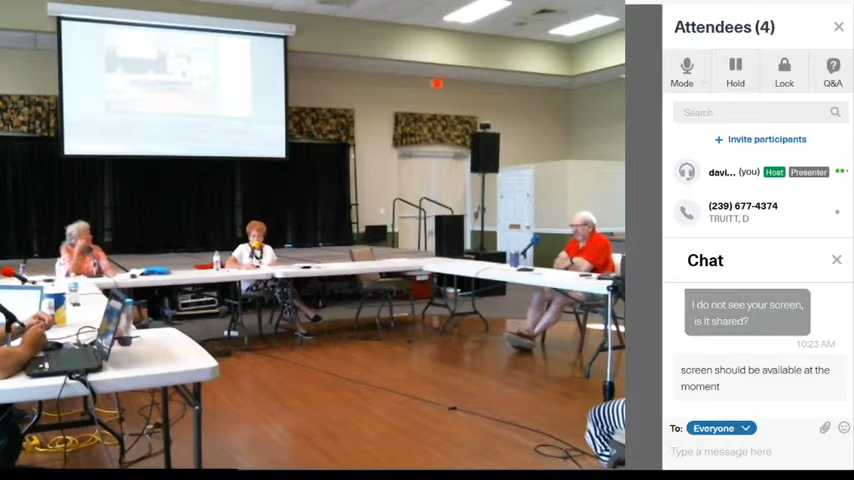 Attendees (4)
Mode
Hold
Lock
Q&A
Search
+ Invite participants
davi... (you) Host Presenter
(239) 677-4374
TRUITT, D
Chat
I do not see your screen,
is it shared?
10:23 AM
screen should be available at the
moment
To: Everyone
Type a message here